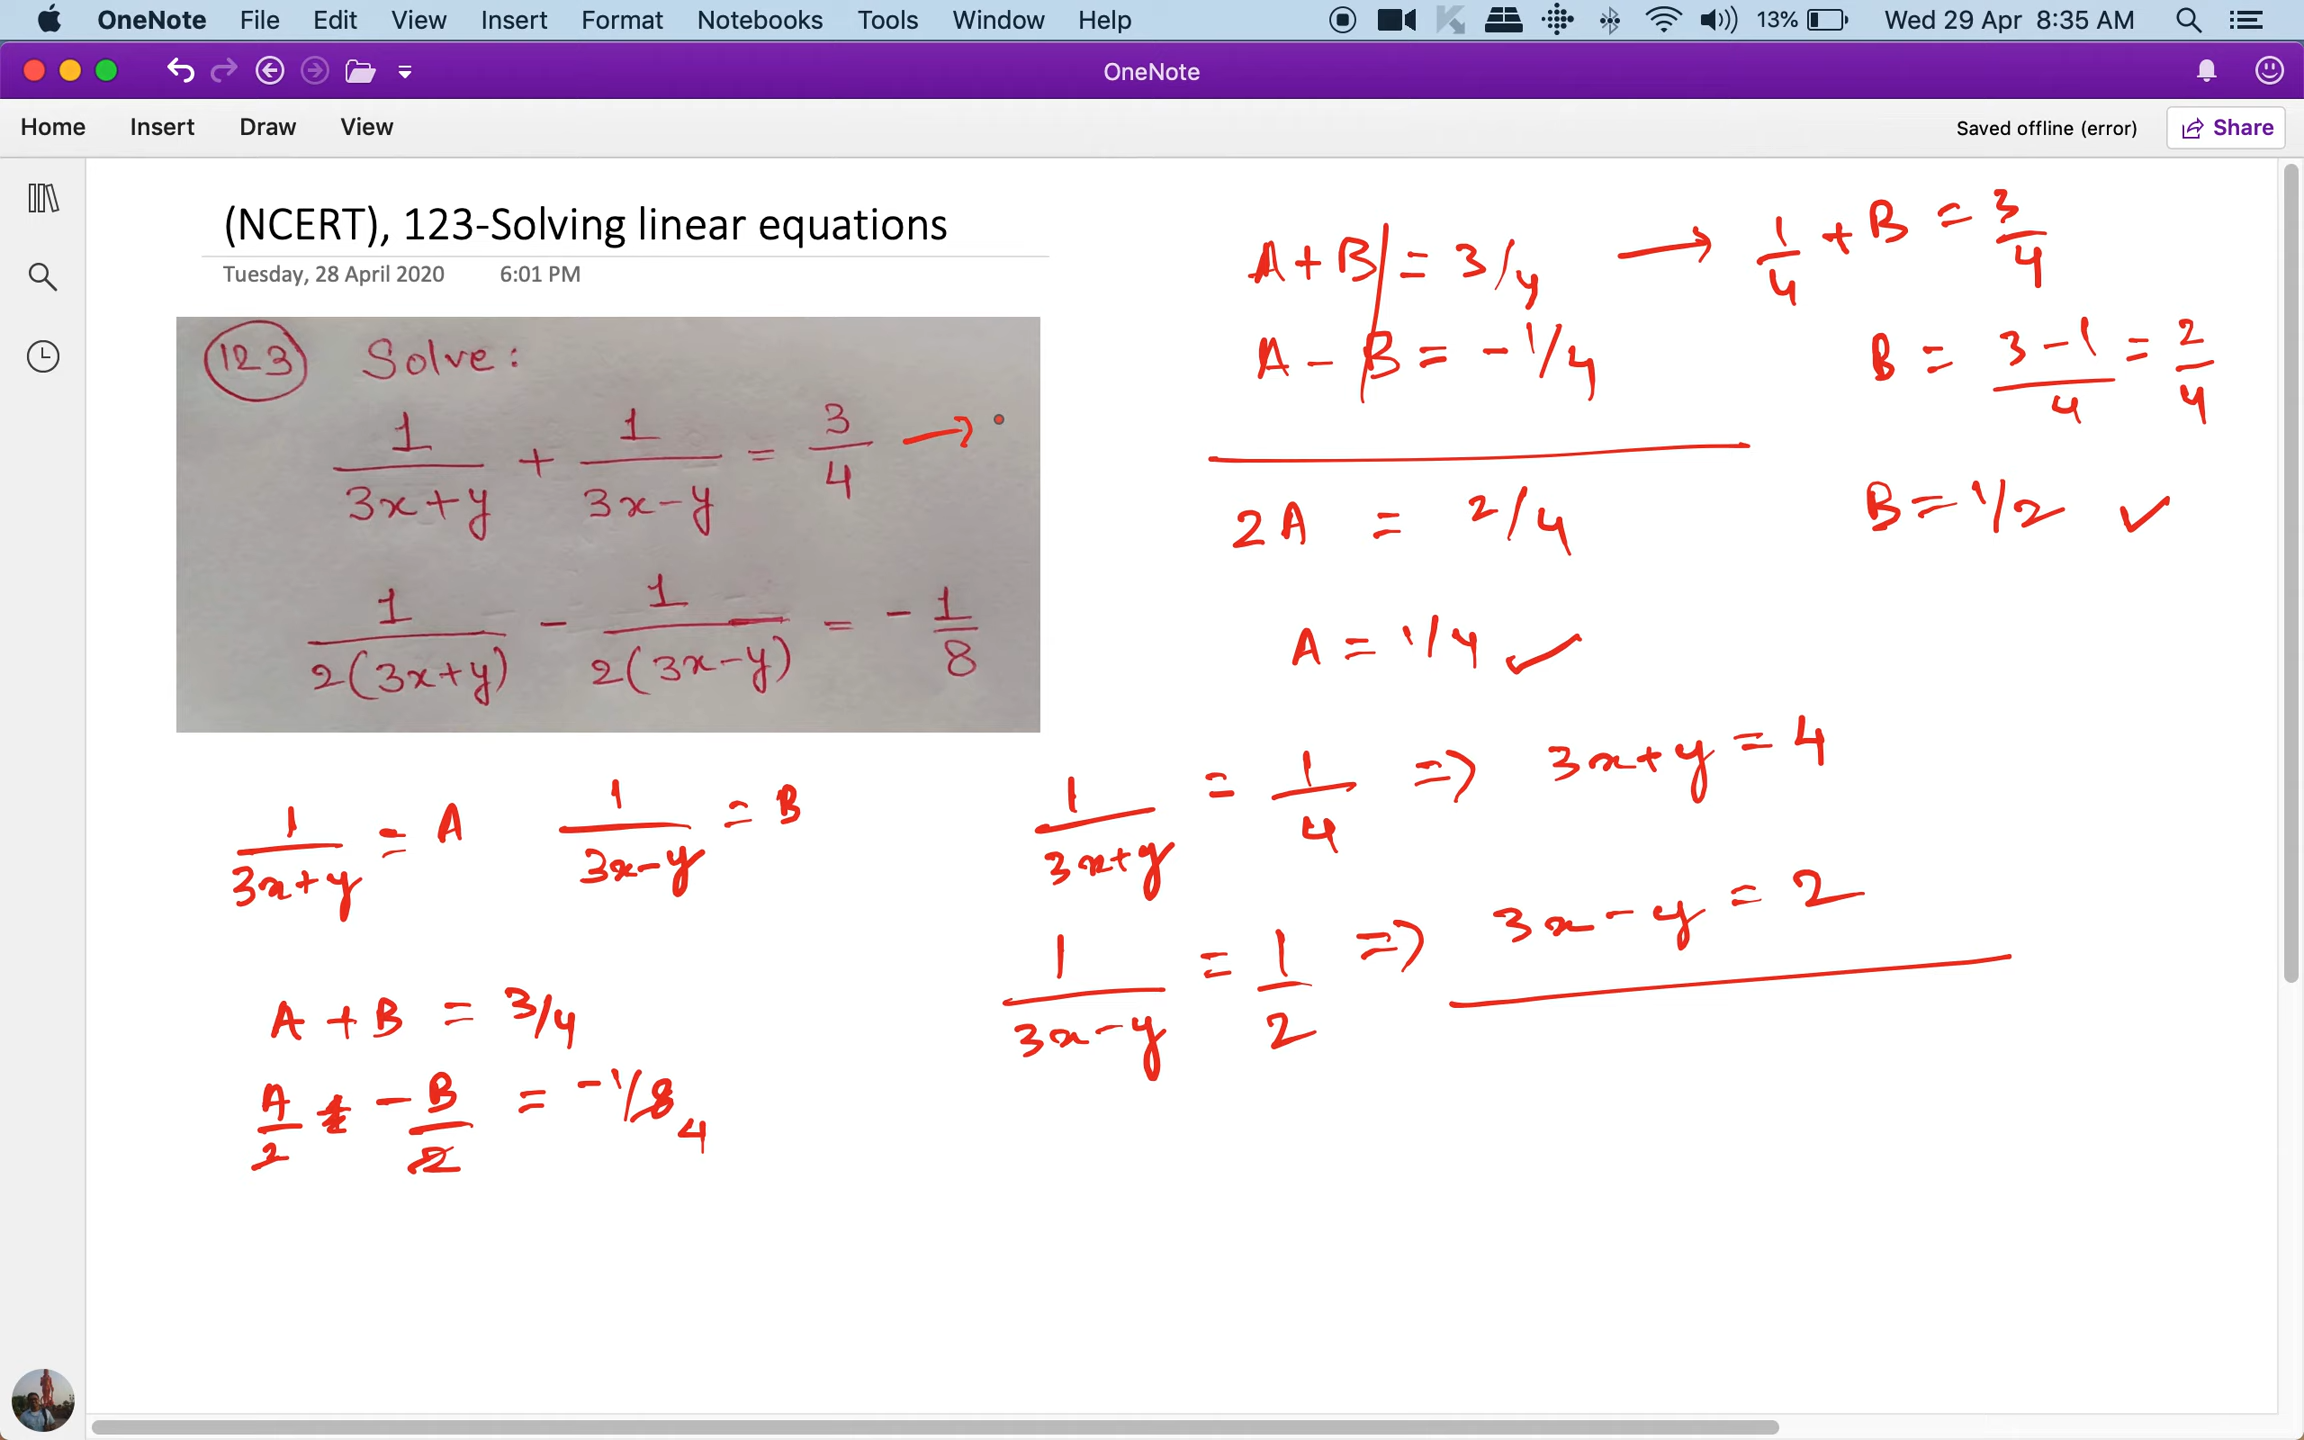 OneNote File Edit View Insert Format Notebooks Tools Window Help 13% Wed 29 Apr 8:35 AM
OneNote
Home Insert Draw View Saved offline (error) Share
(NCERT), 123-Solving linear equations
Tuesday, 28 April 2020 6:01 PM
123 Solve:
1/(3x+y) + 1/(3x-y) = 3/4 →
1/2(3x+y) - 1/2(3x-y) = -1/8
1/(3x+y) = A 1/(3x-y) = B
A + B = 3/4
A/2 - B/2 = -1/8 4
A+B = 3/4 → 1/4 + B = 3/4
A - B = -1/4
B = (3-1)/4 = 2/4
2A = 2/4
B = 1/2 ✓
A = 1/4 ✓
1/(3x+y) = 1/4 => 3x+y = 4
1/(3x-y) = 1/2 => 3x-y = 2